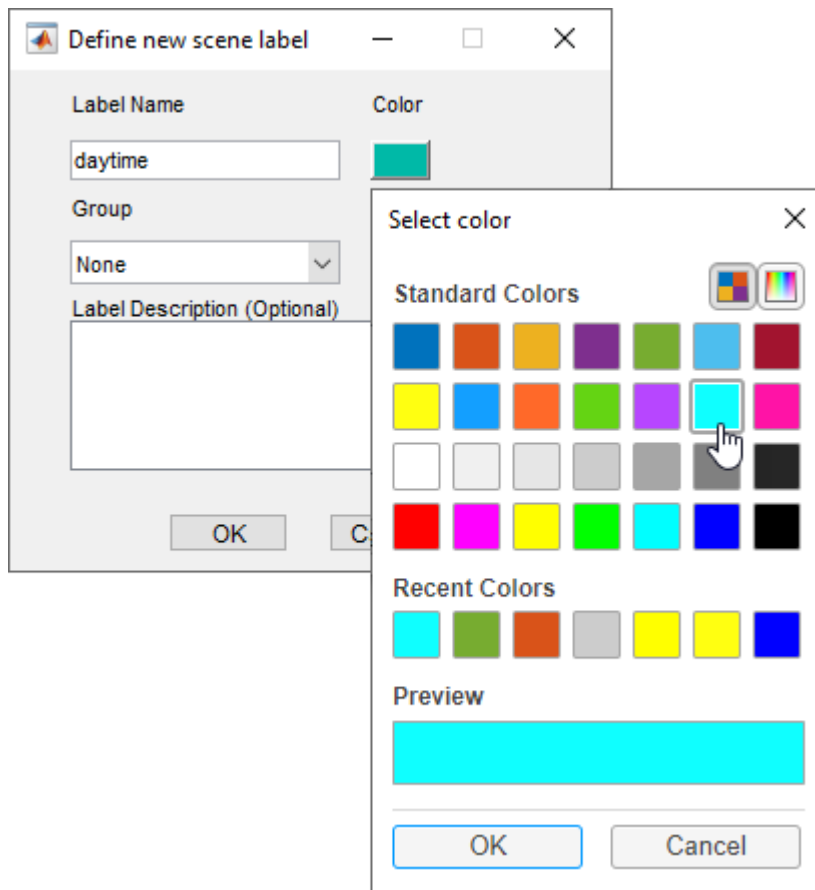 Define new scene label
Label Name
Color
daytime
Group
None
Label Description (Optional)
OK
C
Select color
Standard Colors
Recent Colors
Preview
OK
Cancel